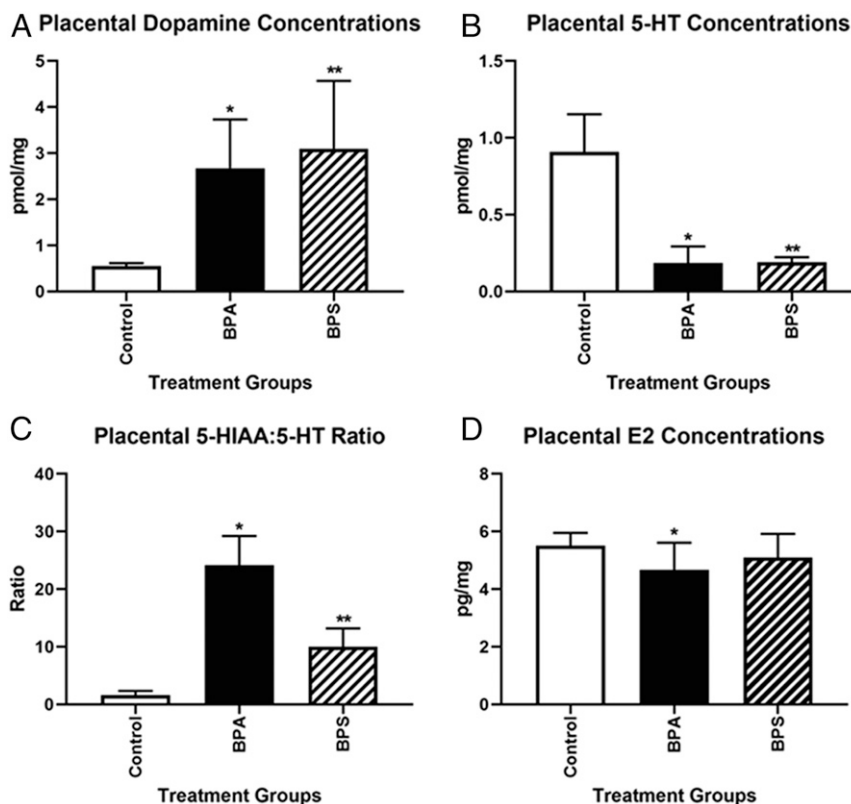 A Placental Dopamine Concentrations
5
4
3
2
1
0
pmol/mg
*
**
Control
BPA
BPS
Treatment Groups
B Placental 5-HT Concentrations
1.5
1.0
0.5
0.0
pmol/mg
*
**
Control
BPA
BPS
Treatment Groups
C Placental 5-HIAA:5-HT Ratio
40
30
20
10
0
Ratio
*
**
Control
BPA
BPS
Treatment Groups
D Placental E2 Concentrations
8
6
4
2
0
pg/mg
*
Control
BPA
BPS
Treatment Groups